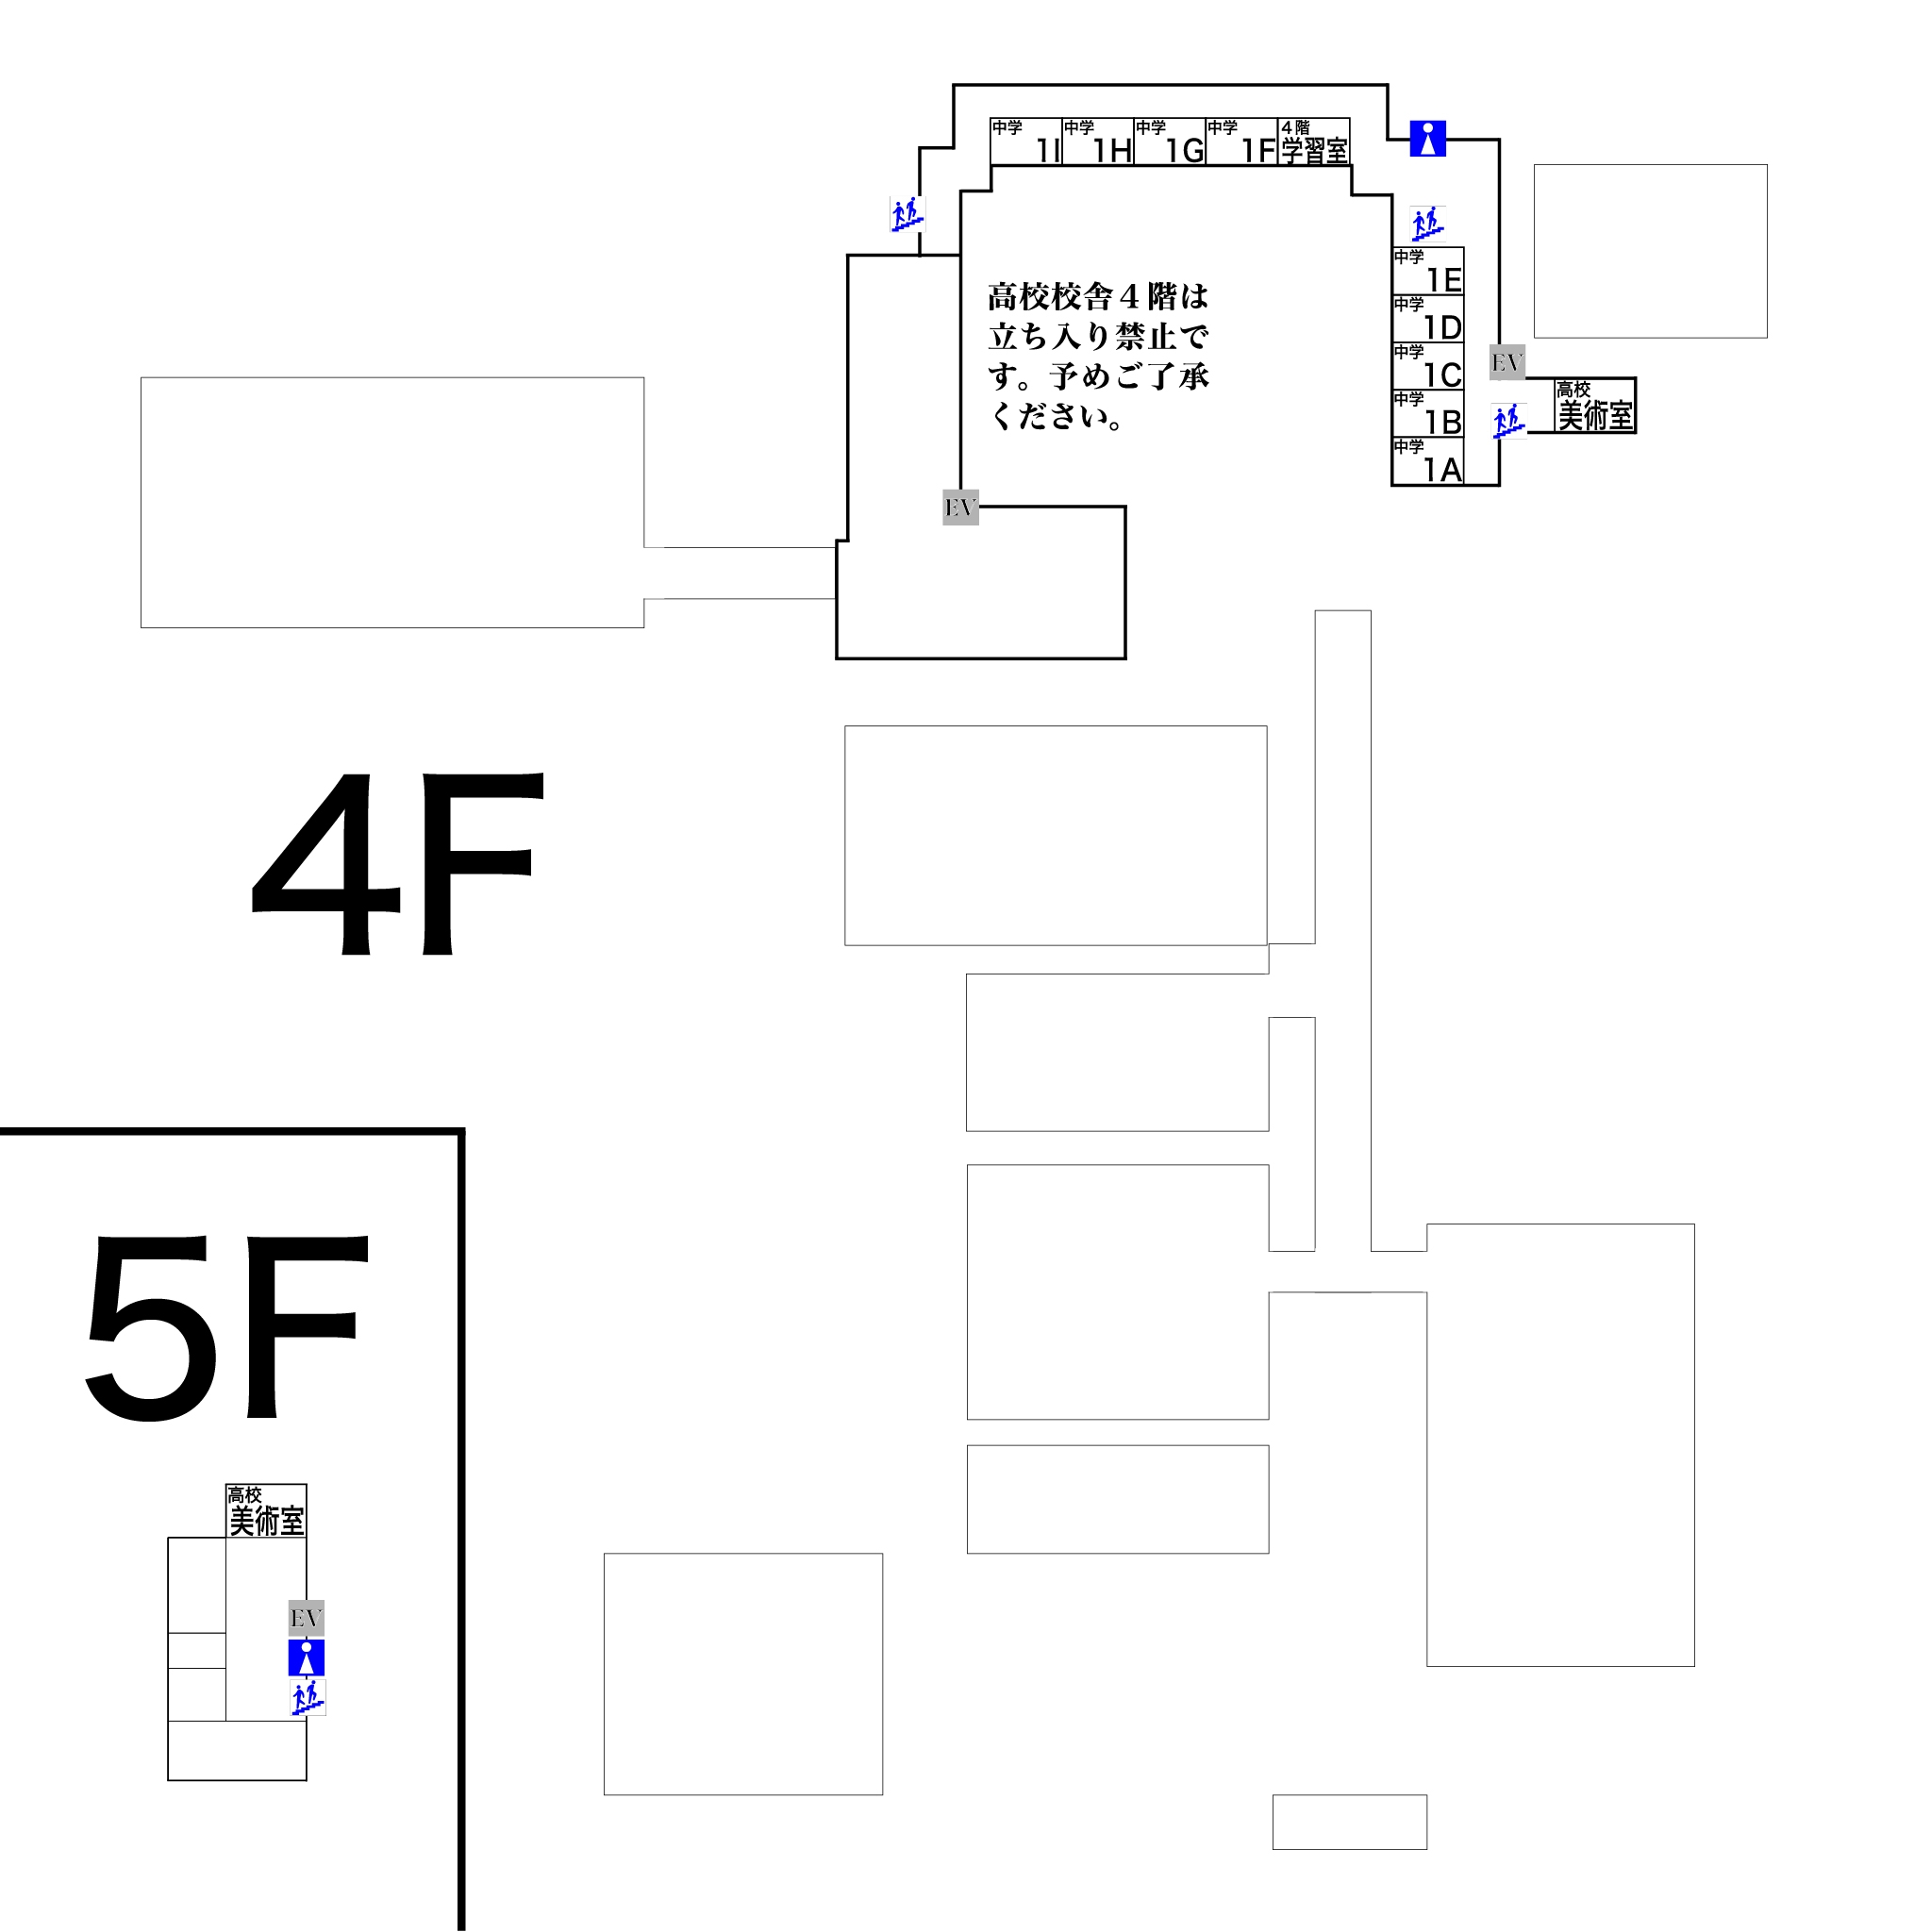 中学
1I
中学
1H
中学
1G
中学
1F
4階
学習室
中学
1E
中学
1D
中学
1C
中学
1B
中学
1A
EV
高校
美術室
高校校舎4階は
立ち入り禁止で
す。予めご了承
ください。
EV
4F
5F
高校
美術室
EV